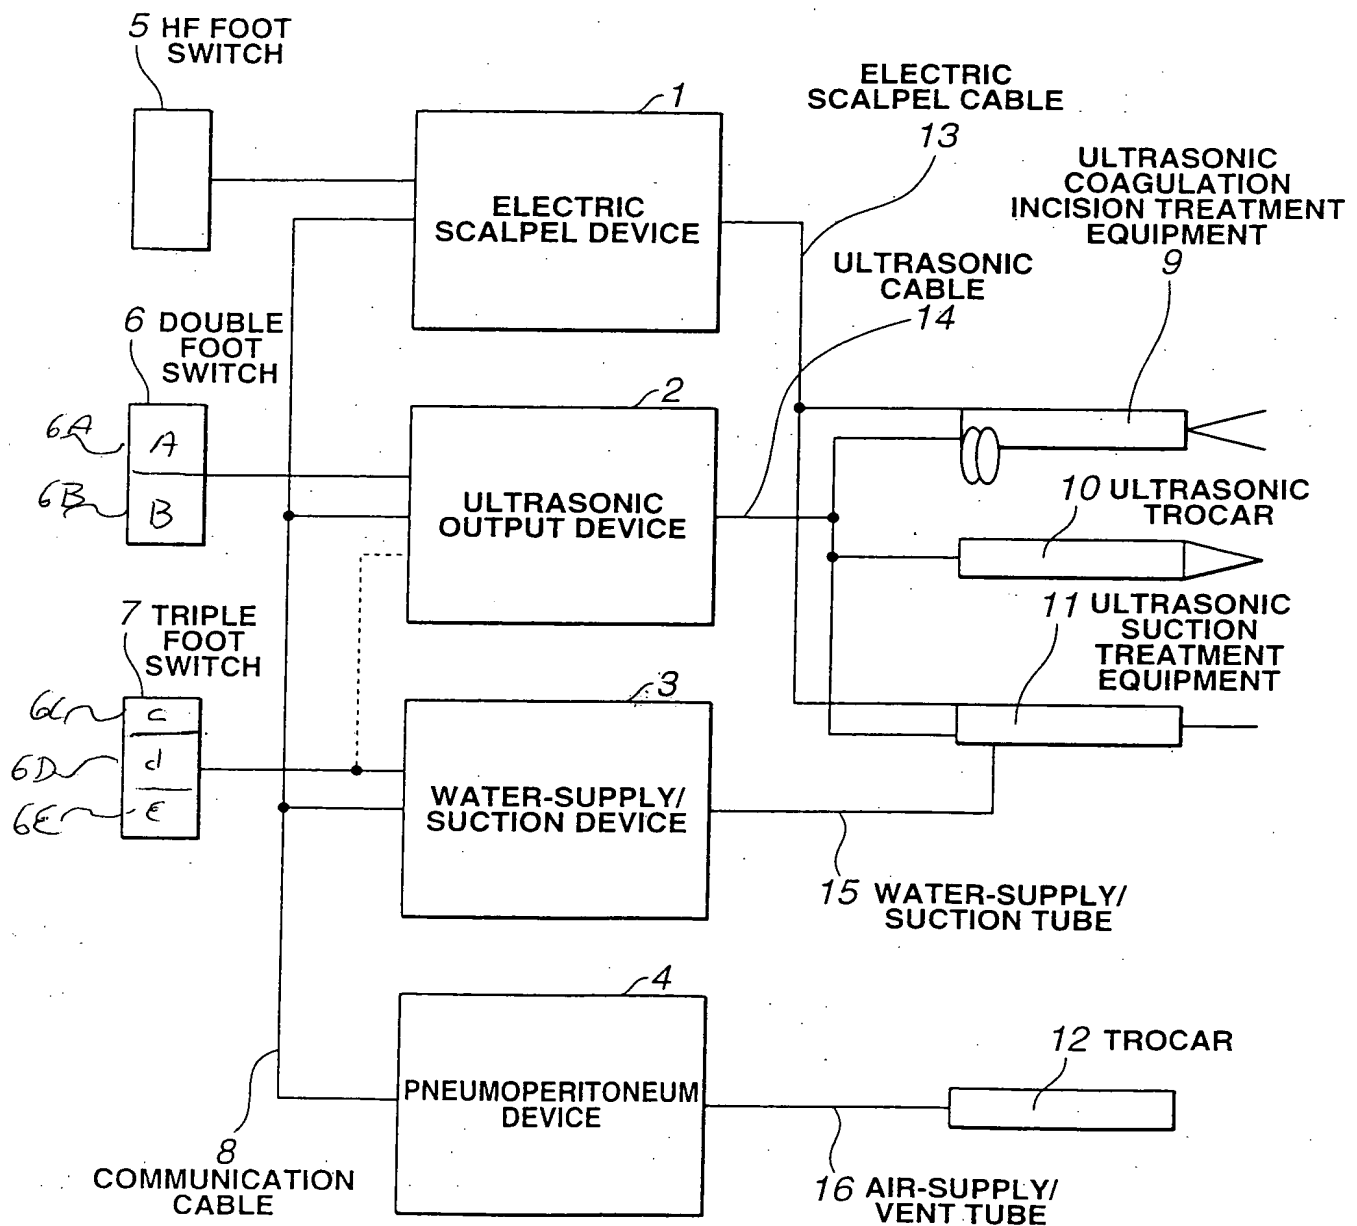 5 HF FOOT
SWITCH
1
ELECTRIC
SCALPEL DEVICE
ELECTRIC
SCALPEL CABLE
13
ULTRASONIC
COAGULATION
INCISION TREATMENT
EQUIPMENT
9
ULTRASONIC
CABLE
14
6 DOUBLE
FOOT
SWITCH
6A
A
6B
B
2
ULTRASONIC
OUTPUT DEVICE
10 ULTRASONIC
TROCAR
11 ULTRASONIC
SUCTION
TREATMENT
EQUIPMENT
7 TRIPLE
FOOT
SWITCH
6C
c
6D
d
6E
E
3
WATER-SUPPLY/
SUCTION DEVICE
15 WATER-SUPPLY/
SUCTION TUBE
4
PNEUMOPERITONEUM
DEVICE
12 TROCAR
8
COMMUNICATION
CABLE
16 AIR-SUPPLY/
VENT TUBE